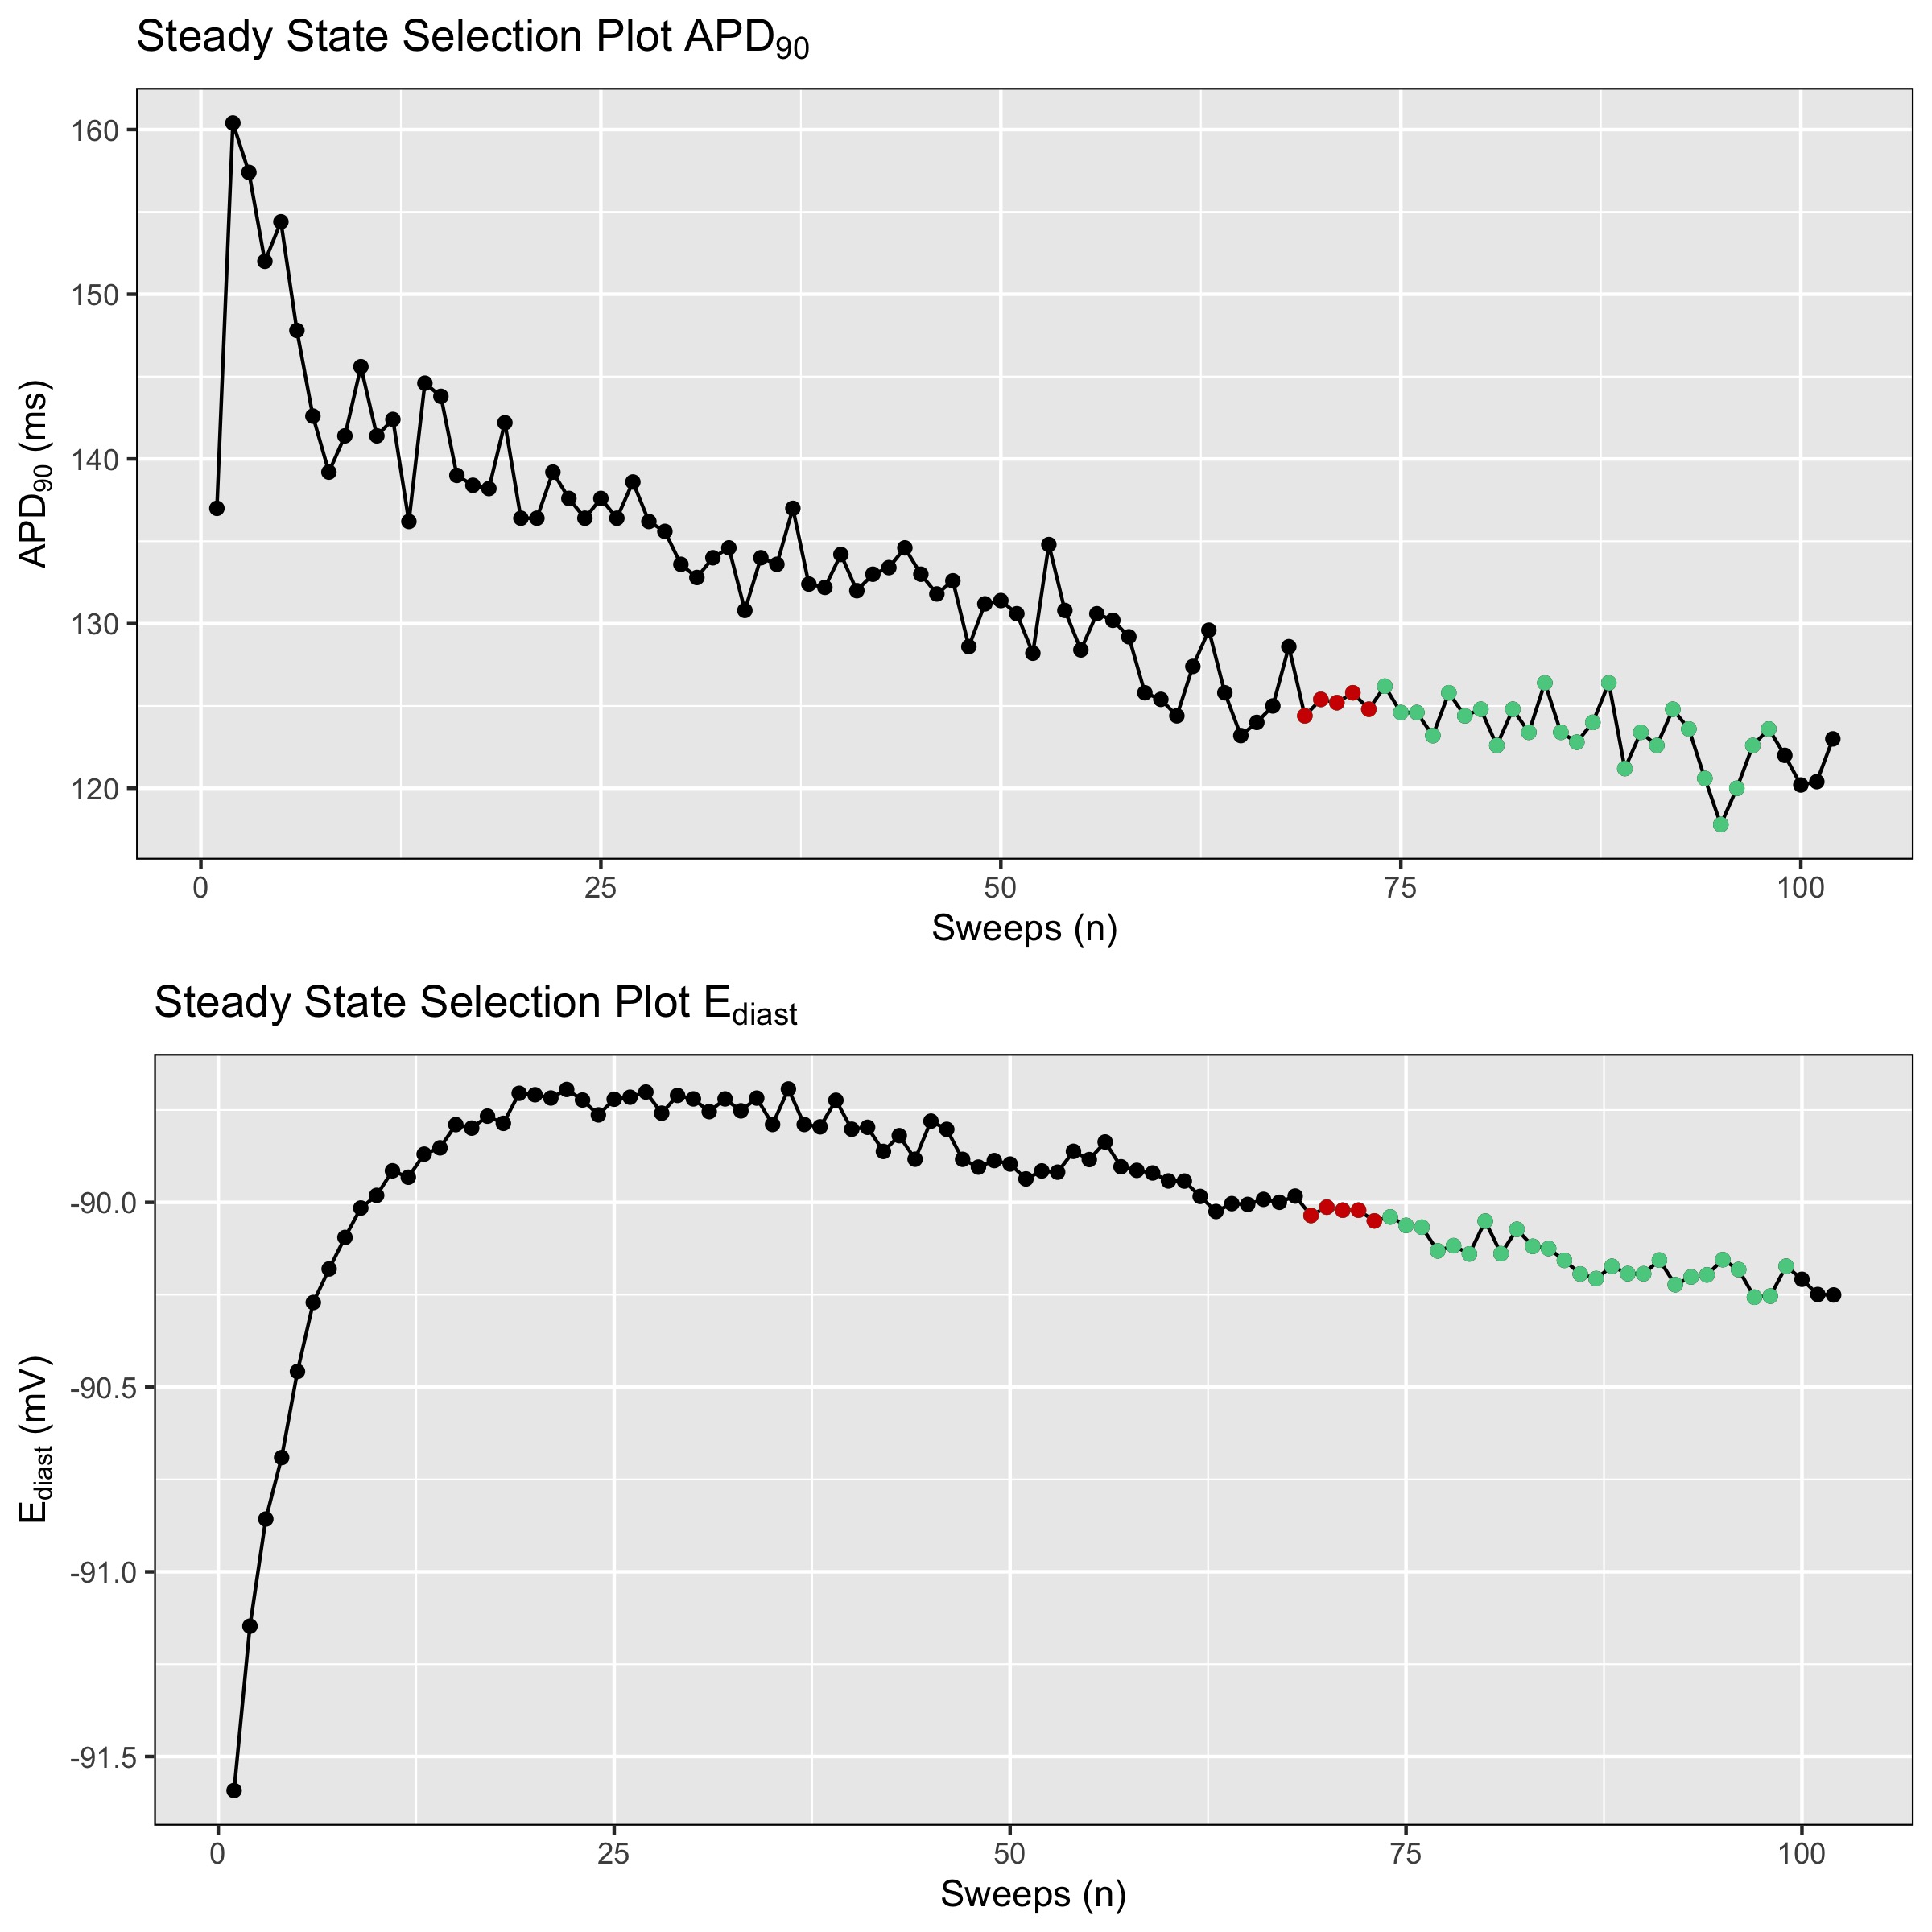 Steady State Selection Plot APD90
160
150
140
130
120
APD90 (ms)
0 25 50 75 100
Sweeps (n)
Steady State Selection Plot Ediast
-90.0
-90.5
-91.0
-91.5
Ediast (mV)
0 25 50 75 100
Sweeps (n)